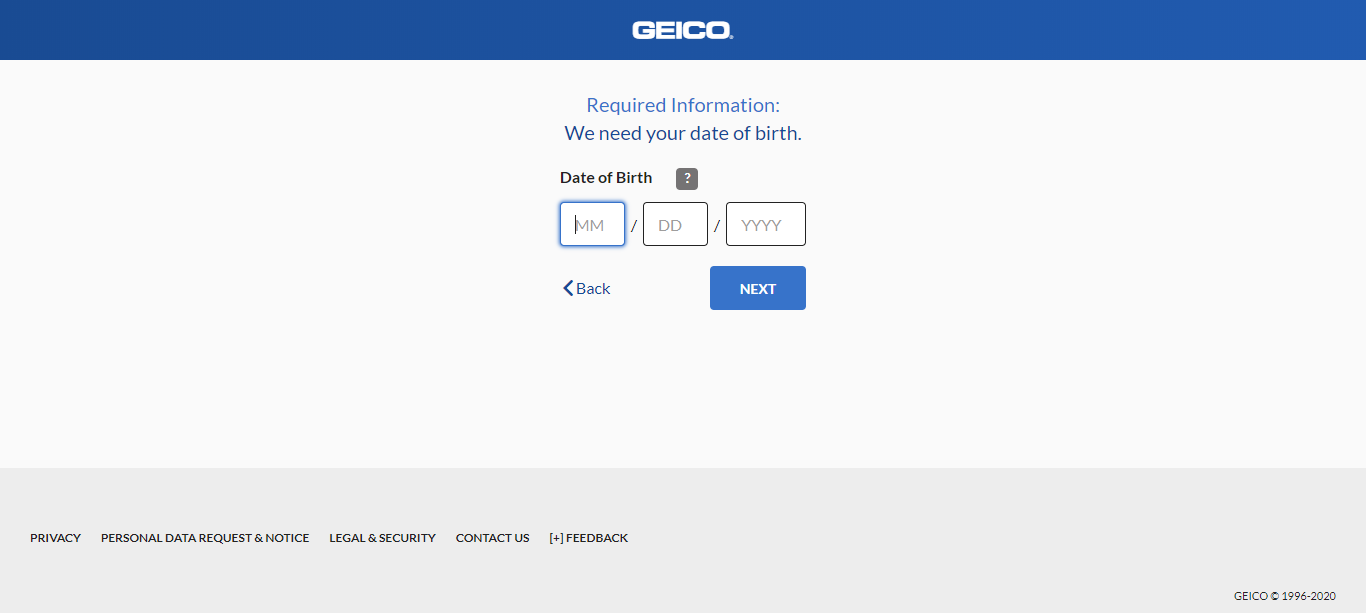 GEICO
Required Information:
We need your date of birth.
Date of Birth ?
MM / DD / YYYY
Back NEXT
PRIVACY PERSONAL DATA REQUEST & NOTICE LEGAL & SECURITY CONTACT US [+] FEEDBACK
GEICO © 1996-2020